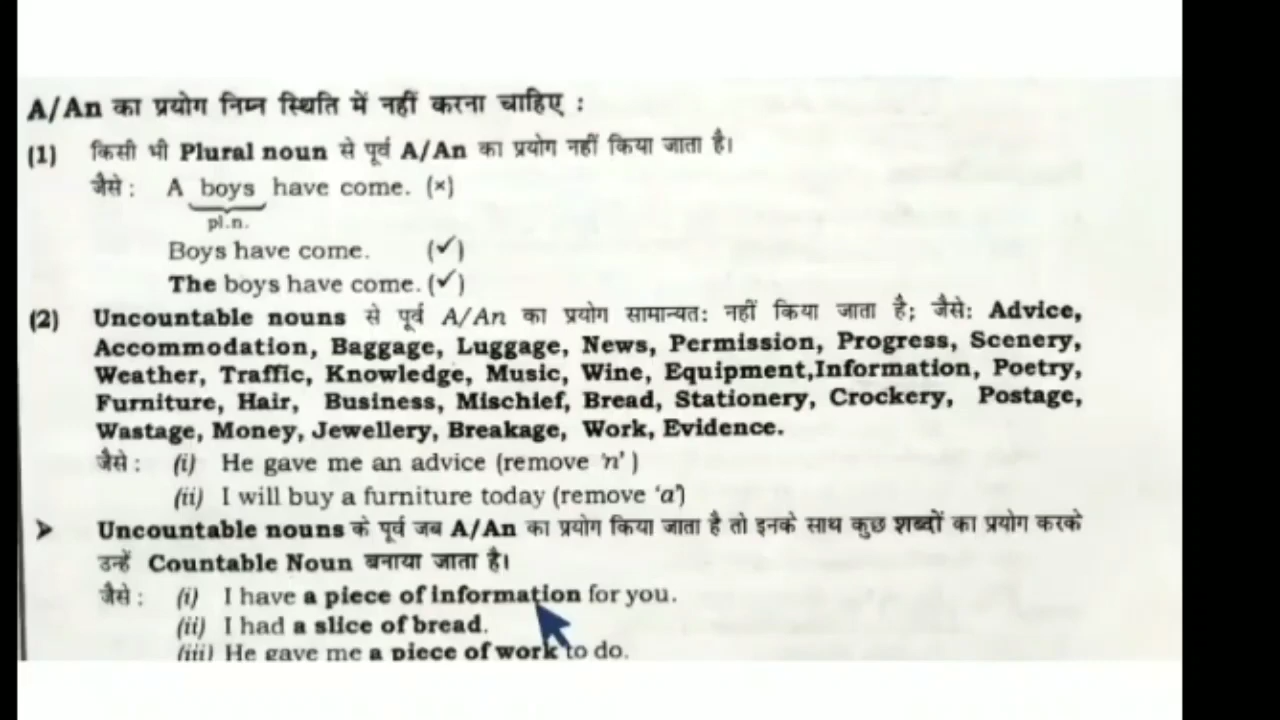 A/An का प्रयोग निम्न स्थिति में नहीं करना चाहिए :
(1) किसी भी Plural noun से पूर्व A/An का प्रयोग नहीं किया जाता है।
जैसे : A boys have come. (×)
pl.n.
Boys have come. (✓)
The boys have come. (✓)
(2) Uncountable nouns से पूर्व A/An का प्रयोग सामान्यतः नहीं किया जाता है; जैसे: Advice,
Accommodation, Baggage, Luggage, News, Permission, Progress, Scenery,
Weather, Traffic, Knowledge, Music, Wine, Equipment,Information, Poetry,
Furniture, Hair, Business, Mischief, Bread, Stationery, Crockery, Postage,
Wastage, Money, Jewellery, Breakage, Work, Evidence.
जैसे : (i) He gave me an advice (remove 'n' )
(ii) I will buy a furniture today (remove 'a')
➤ Uncountable nouns के पूर्व जब A/An का प्रयोग किया जाता है तो इनके साथ कुछ शब्दों का प्रयोग करके
उन्हें Countable Noun बनाया जाता है।
जैसे : (i) I have a piece of information for you.
(ii) I had a slice of bread.
(iii) He gave me a piece of work to do.